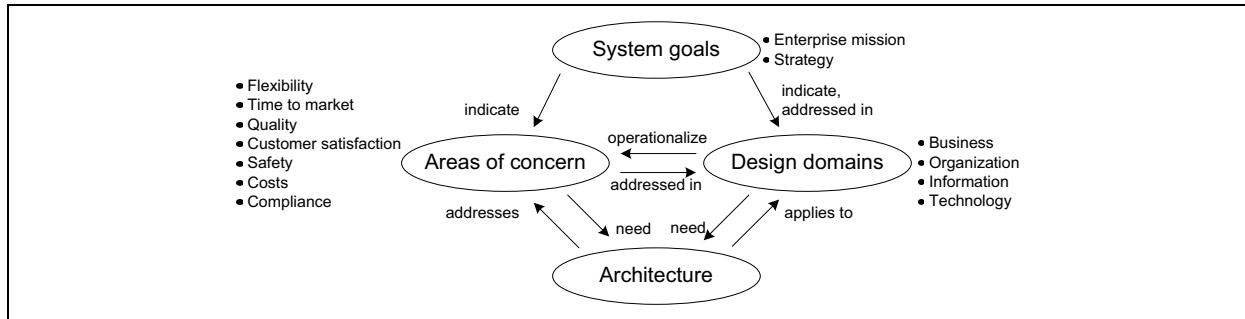 System goals
• Enterprise mission
• Strategy
• Flexibility
• Time to market
• Quality
• Customer satisfaction
• Safety
• Costs
• Compliance
indicate
indicate,
addressed in
operationalize
Areas of concern
Design domains
addressed in
• Business
• Organization
• Information
• Technology
addresses
need
need
applies to
Architecture